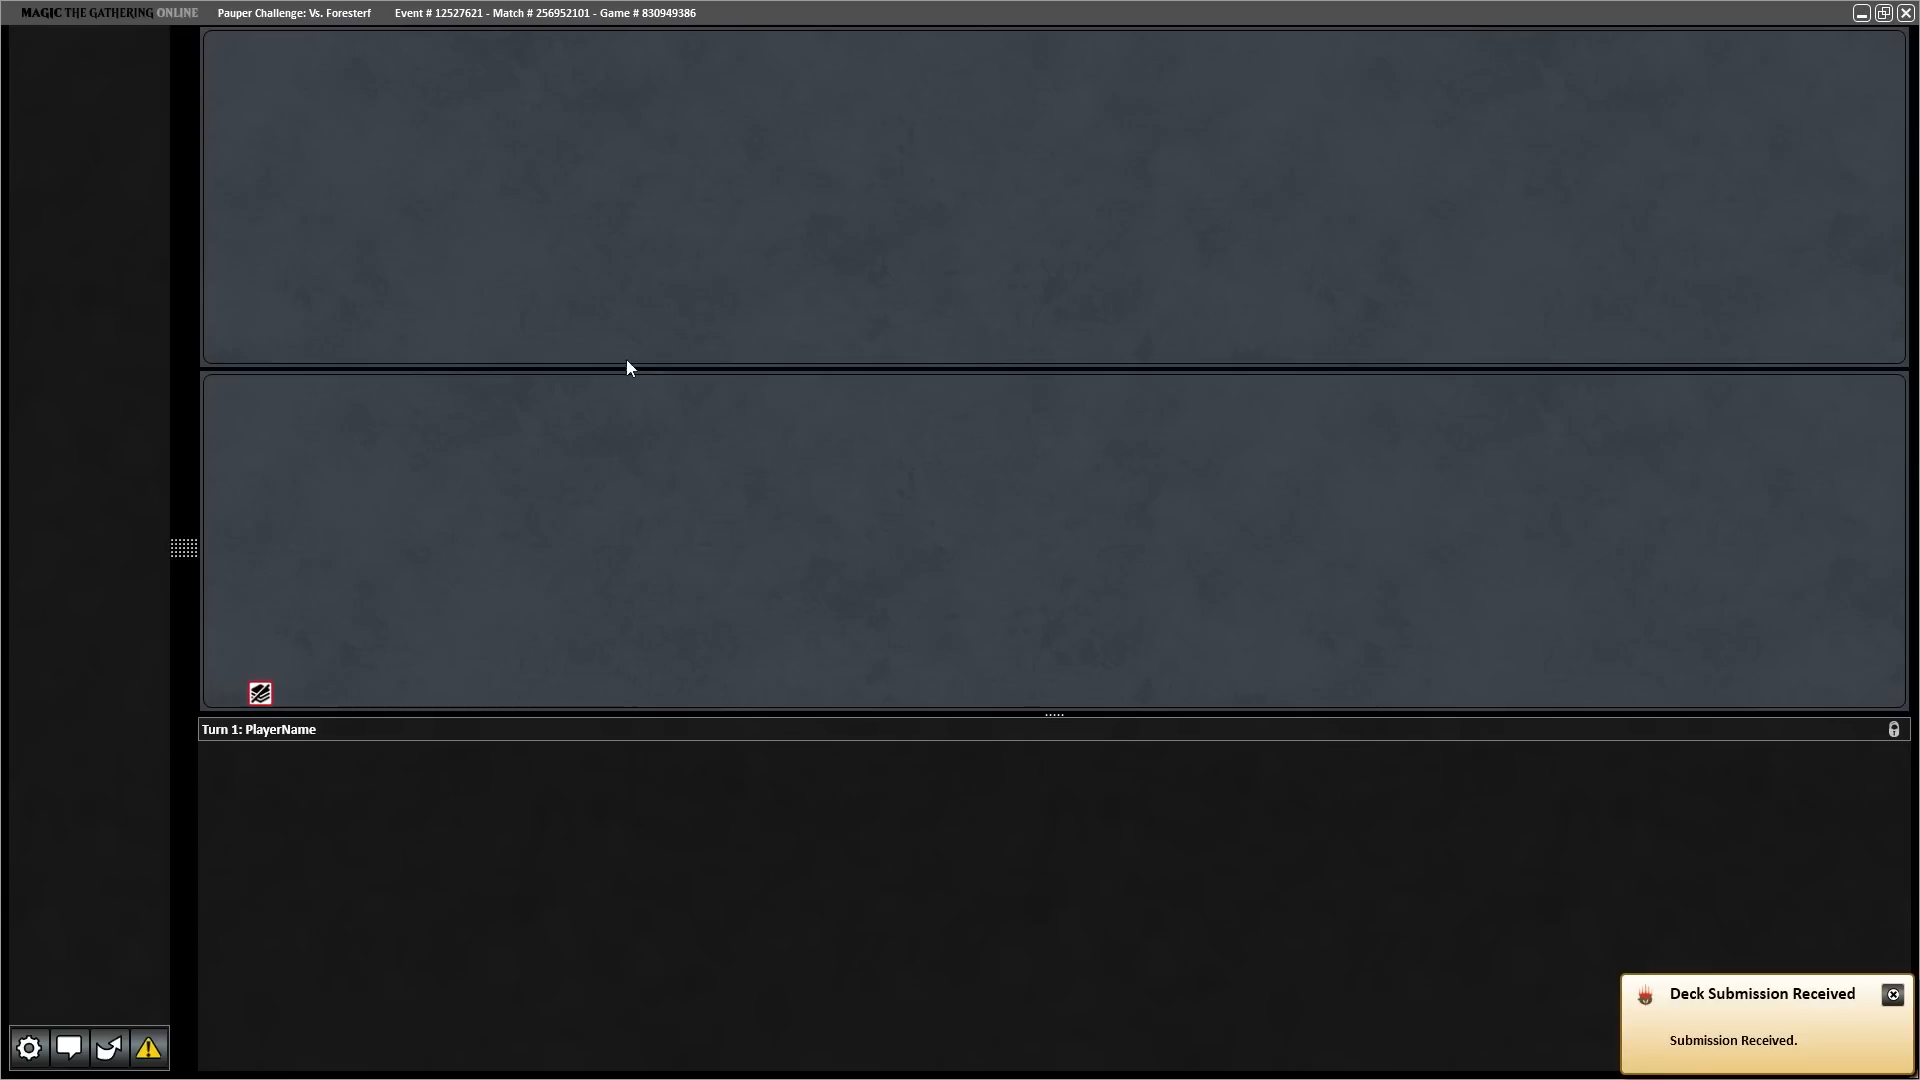 MAGIC THE GATHERING ONLINE Pauper Challenge: Vs. Foresterf Event # 12527621 - Match # 256952101 - Game # 830949386
Turn 1: PlayerName
Deck Submission Received
Submission Received.